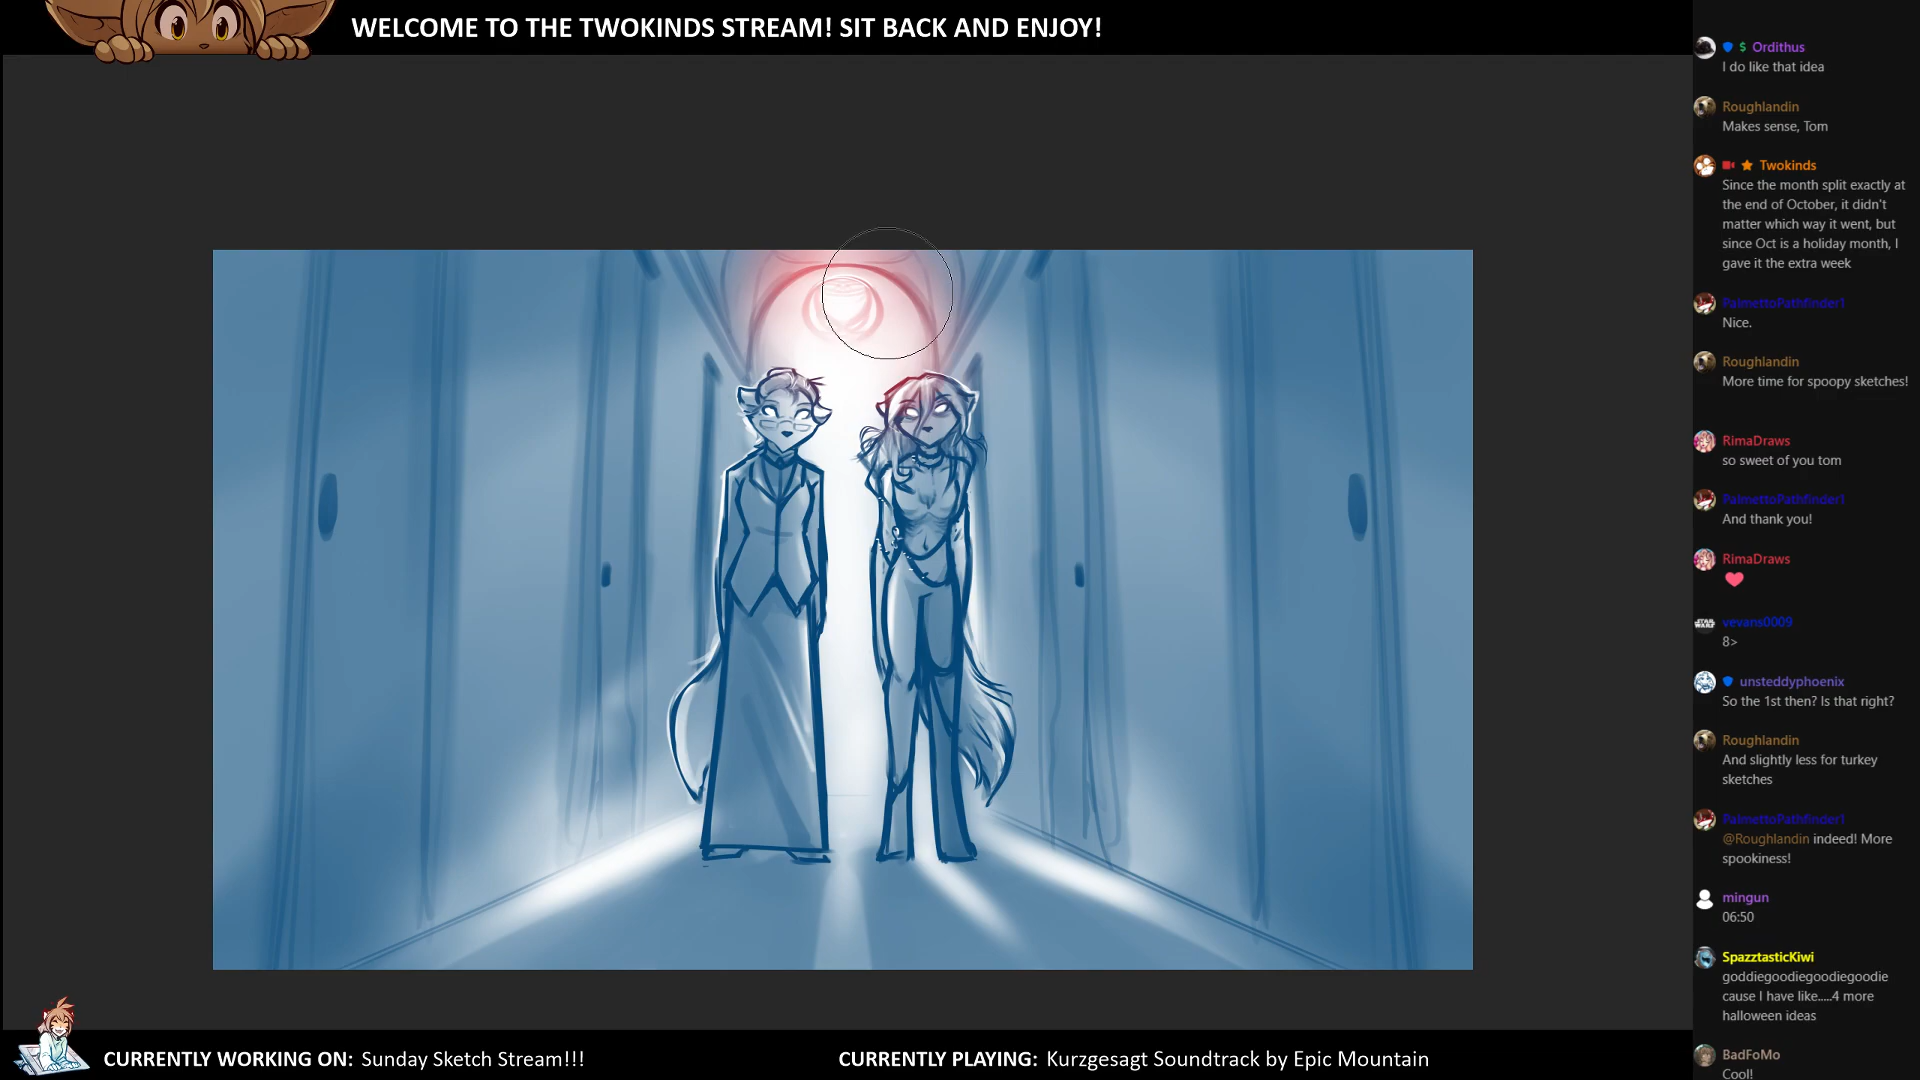 WELCOME TO THE TWOKINDS STREAM! SIT BACK AND ENJOY!
Ordithus
I do like that idea
Roughlandin
Makes sense, Tom
Twokinds
Since the month split exactly at
the end of October, it didn't
matter which way it went, but
since Oct is a holiday month, I
gave it the extra week
PalmettoPathfinder1
Nice.
Roughlandin
More time for spoopy sketches!
RimaDraws
so sweet of you tom
PalmettoPathfinder1
And thank you!
RimaDraws
vevans0009
8>
unsteddyphoenix
So the 1st then? Is that right?
Roughlandin
And slightly less for turkey
sketches
PalmettoPathfinder1
@Roughlandin indeed! More
spookiness!
mingun
06:50
SpazztasticKiwi
goddiegoodiegoodiegoodie
cause I have like.....4 more
halloween ideas
BadFoMo
Cool!
CURRENTLY WORKING ON: Sunday Sketch Stream!!!
CURRENTLY PLAYING: Kurzgesagt Soundtrack by Epic Mountain